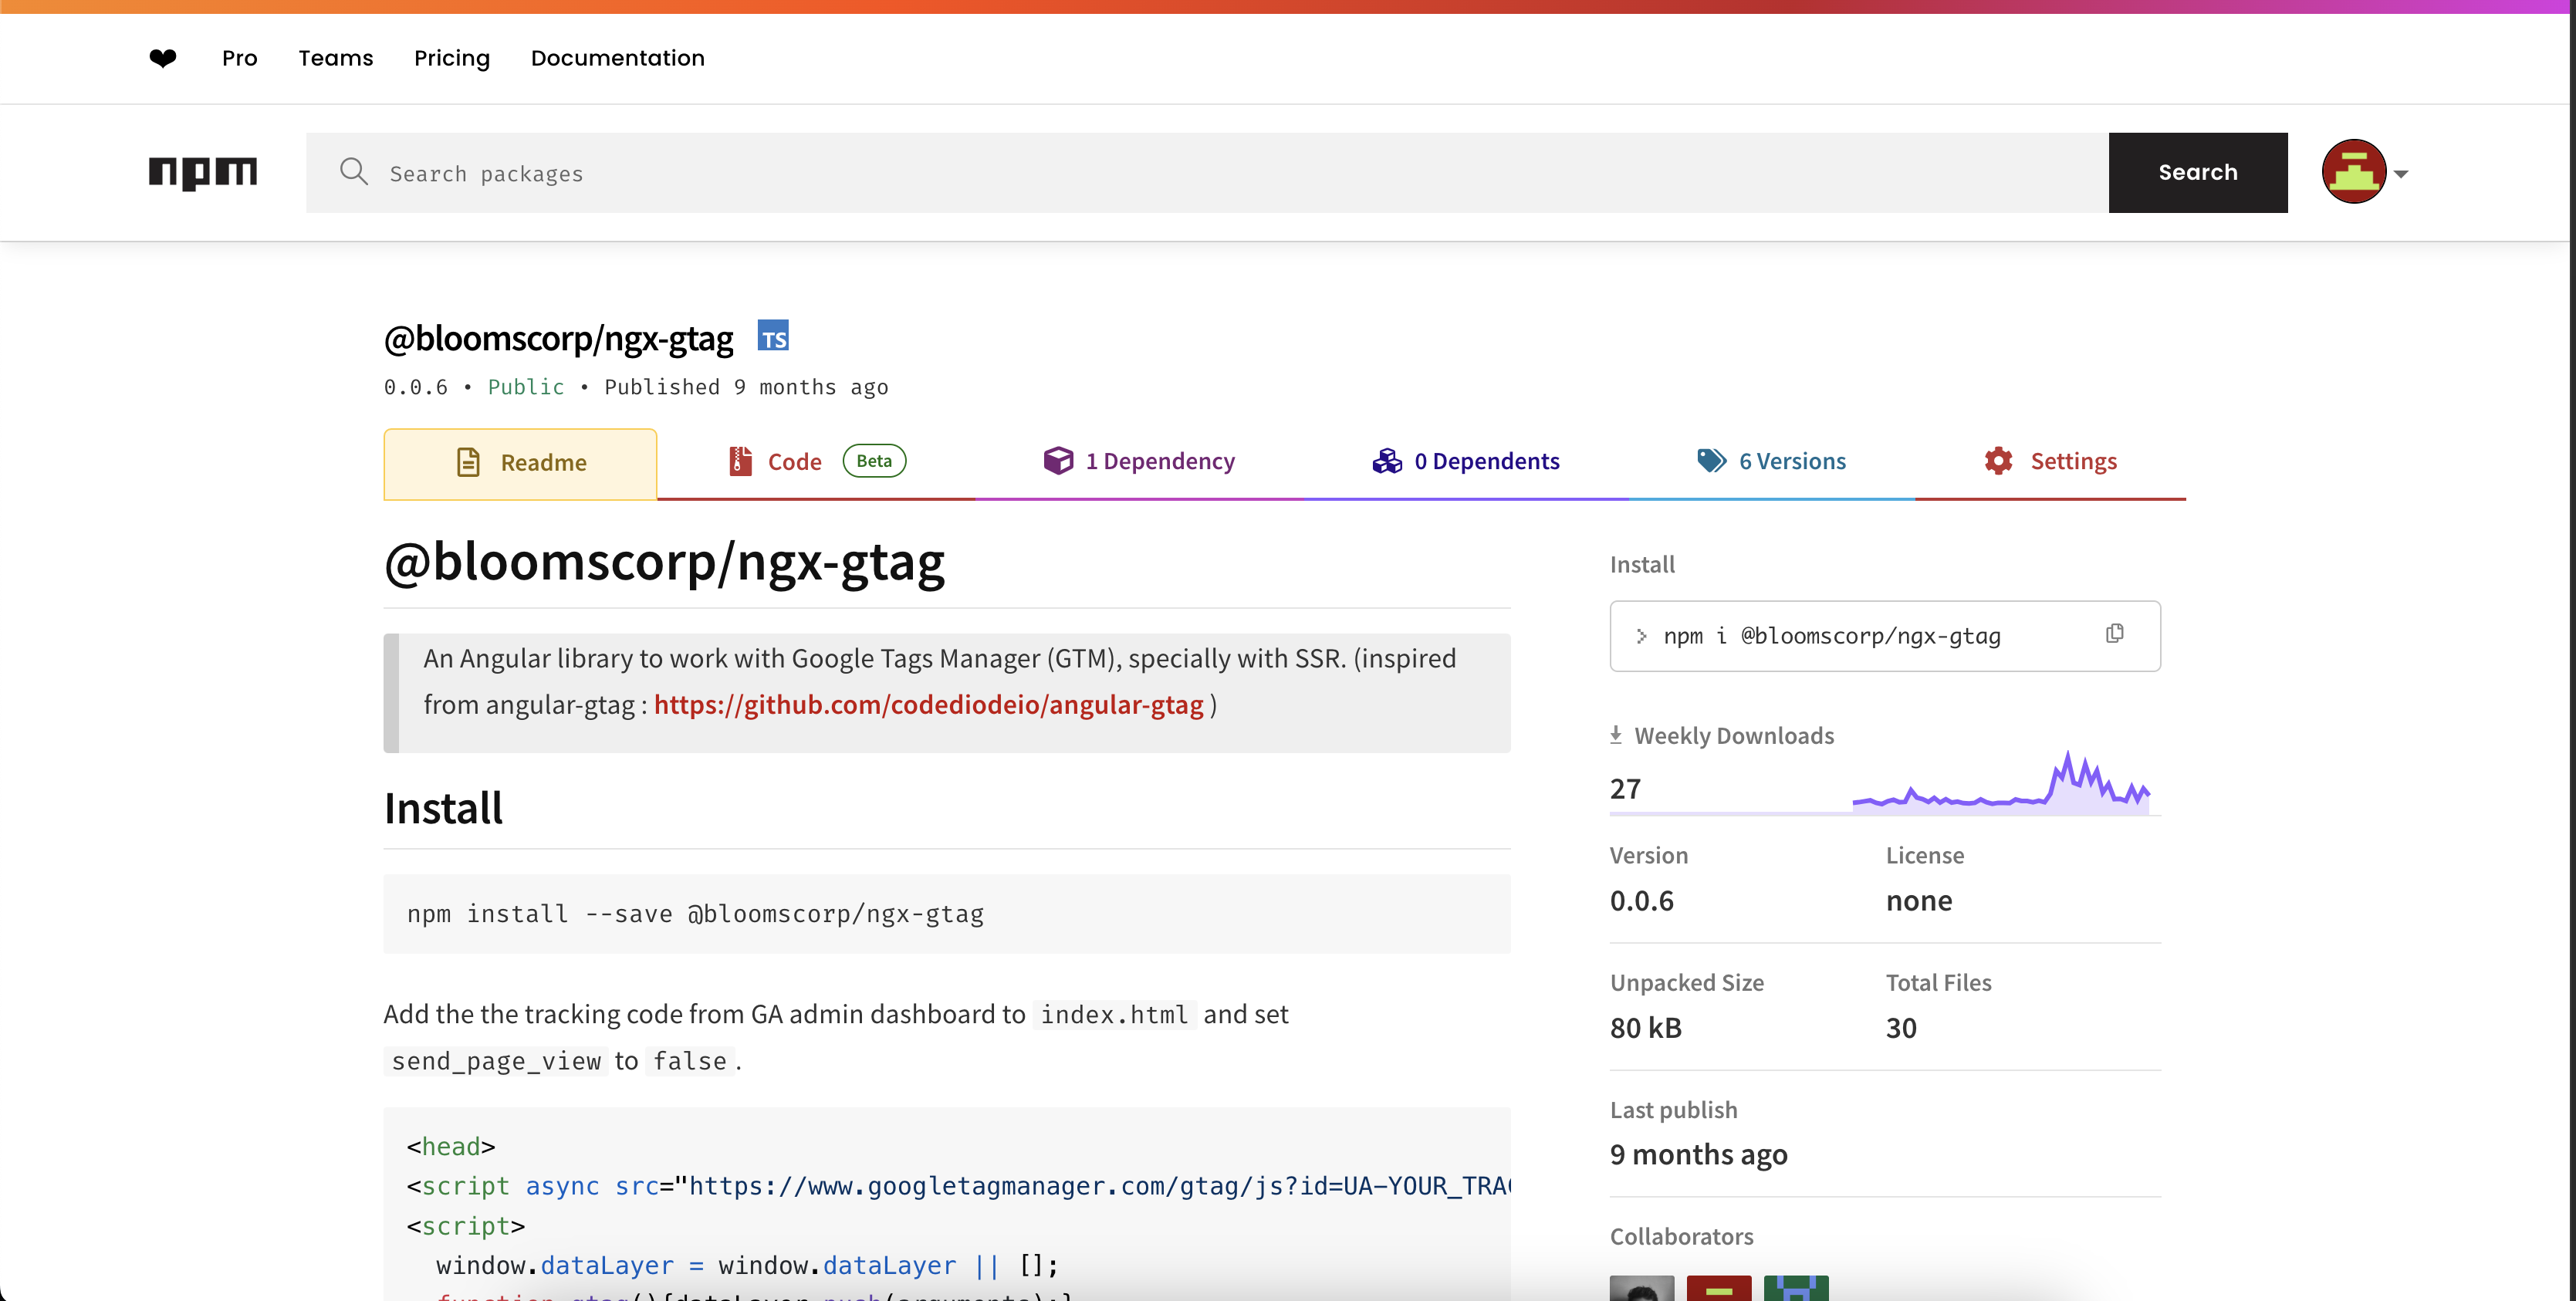 Pro Teams Pricing Documentation
npm
Search packages
Search
@bloomscorp/ngx-gtag TS
0.0.6 • Public • Published 9 months ago
Readme
Code Beta
1 Dependency
0 Dependents
6 Versions
Settings
@bloomscorp/ngx-gtag
An Angular library to work with Google Tags Manager (GTM), specially with SSR. (inspired
from angular-gtag : https://github.com/codediodeio/angular-gtag )
Install
npm install --save @bloomscorp/ngx-gtag
Add the the tracking code from GA admin dashboard to index.html and set
send_page_view to false.
<head>
<script async src="https://www.googletagmanager.com/gtag/js?id=UA-YOUR_TRA
<script>
window.dataLayer = window.dataLayer || [];
function gtag(){dataLayer.push(arguments);}
Install
> npm i @bloomscorp/ngx-gtag
Weekly Downloads
27
Version
0.0.6
License
none
Unpacked Size
80 kB
Total Files
30
Last publish
9 months ago
Collaborators